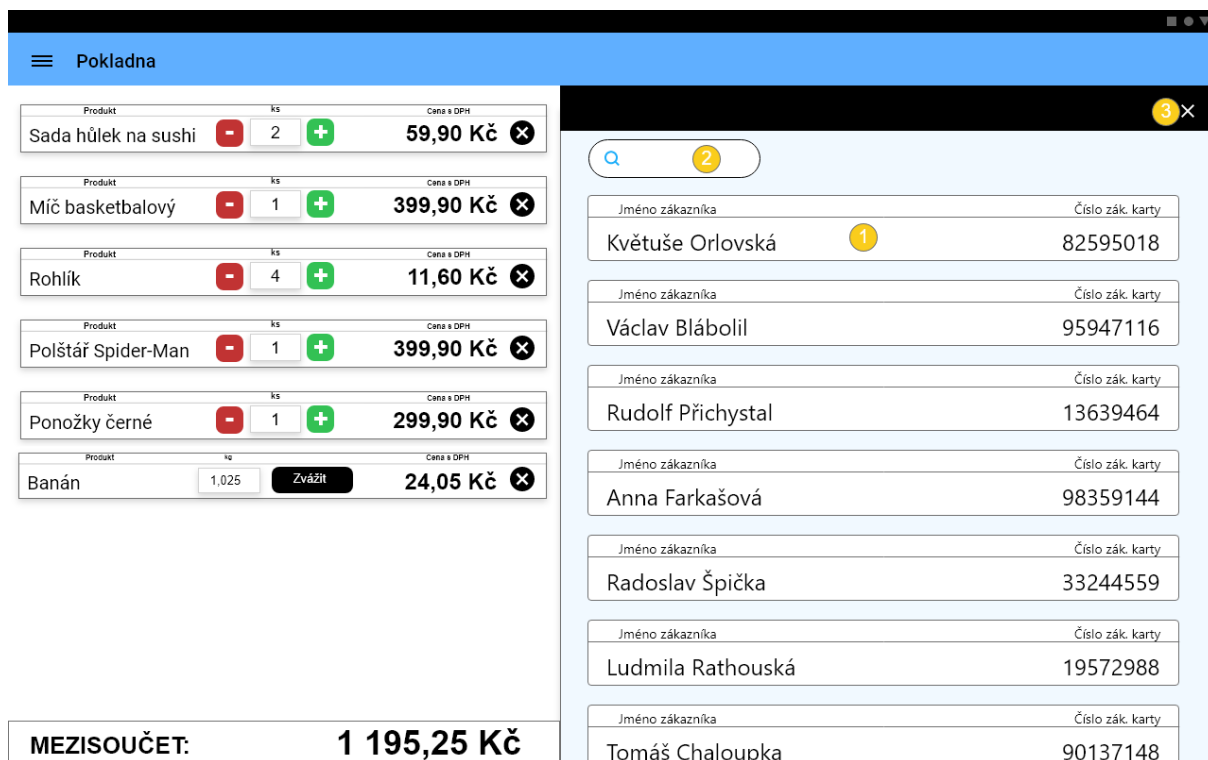 Pokladna
Produkt ks Cena s DPH
Sada hůlek na sushi - 2 + 59,90 Kč
Produkt ks Cena s DPH
Míč basketbalový - 1 + 399,90 Kč
Produkt ks Cena s DPH
Rohlík - 4 + 11,60 Kč
Produkt ks Cena s DPH
Polštář Spider-Man - 1 + 399,90 Kč
Produkt ks Cena s DPH
Ponožky černé - 1 + 299,90 Kč
Produkt kg Cena s DPH
Banán 1,025 Zvážit 24,05 Kč
MEZISOUČET: 1 195,25 Kč
3
2
Jméno zákazníka Číslo zák. karty
Květuše Orlovská 1 82595018
Jméno zákazníka Číslo zák. karty
Václav Blábolil 95947116
Jméno zákazníka Číslo zák. karty
Rudolf Přichystal 13639464
Jméno zákazníka Číslo zák. karty
Anna Farkašová 98359144
Jméno zákazníka Číslo zák. karty
Radoslav Špička 33244559
Jméno zákazníka Číslo zák. karty
Ludmila Rathouská 19572988
Jméno zákazníka Číslo zák. karty
Tomáš Chaloupka 90137148